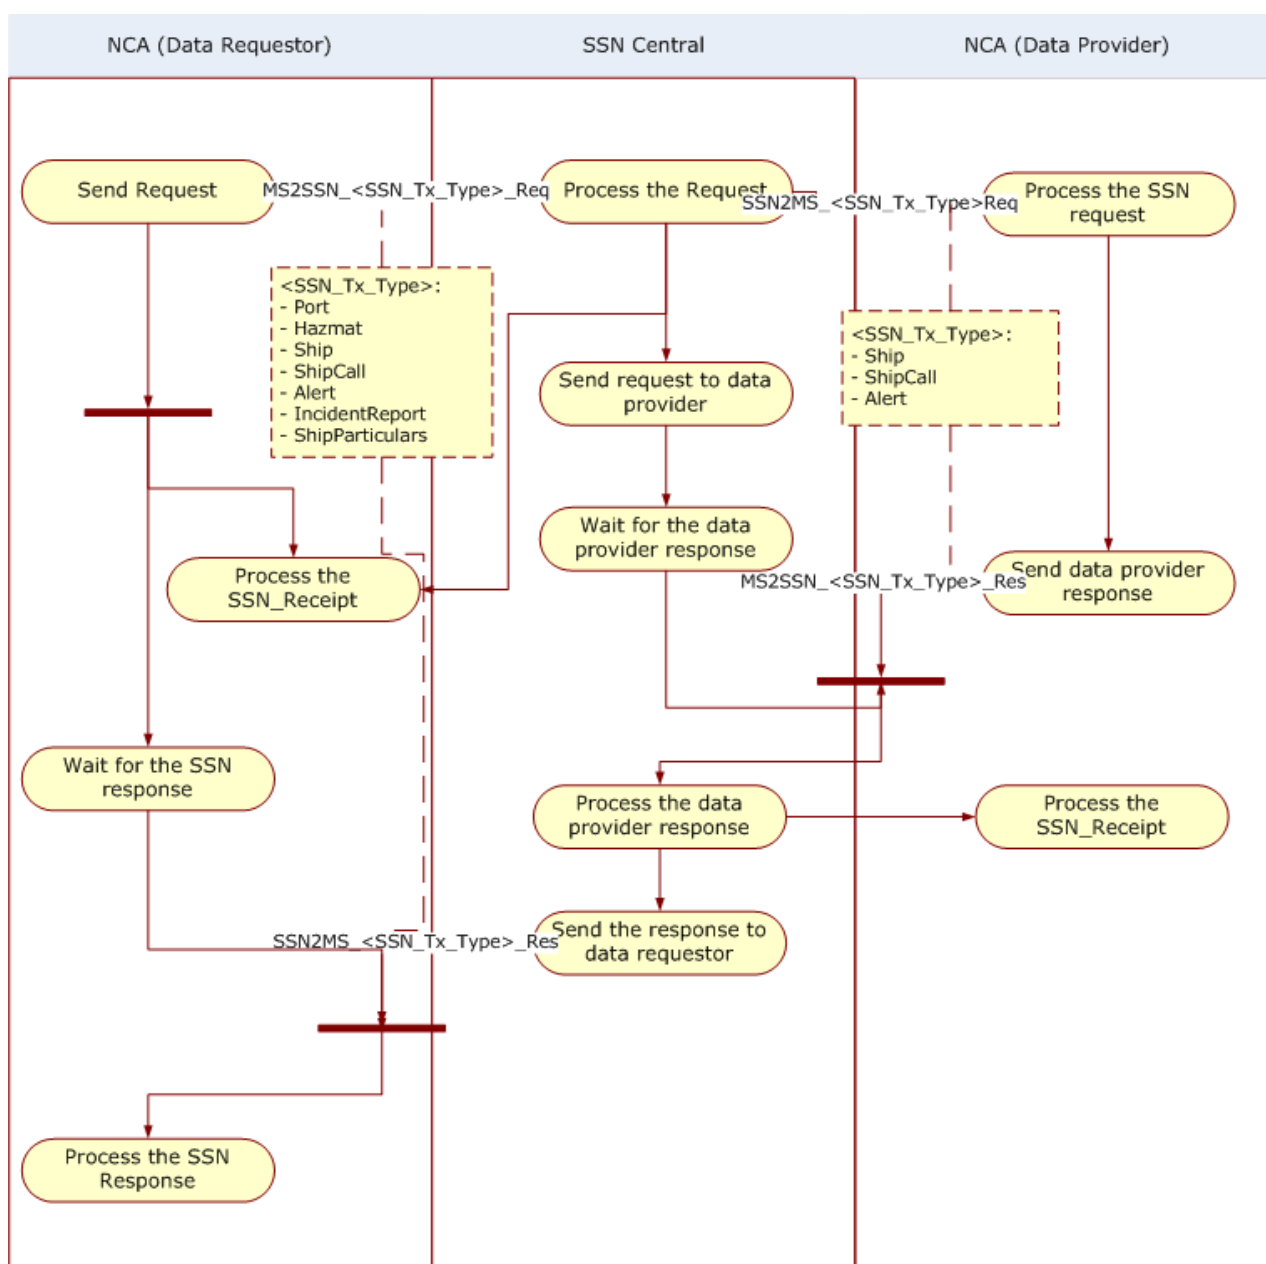 NCA (Data Requestor)
SSN Central
NCA (Data Provider)
Send Request
MS2SSN_<SSN_Tx_Type>_Req
Process the Request
SSN2MS_<SSN_Tx_Type>Req
Process the SSN
request
<SSN_Tx_Type>:
- Port
- Hazmat
- Ship
- ShipCall
- Alert
- IncidentReport
- ShipParticulars
<SSN_Tx_Type>:
- Ship
- ShipCall
- Alert
Send request to data
provider
Wait for the data
provider response
Process the
SSN_Receipt
MS2SSN_<SSN_Tx_Type>_Res
Send data provider
response
Wait for the SSN
response
Process the data
provider response
Process the
SSN_Receipt
SSN2MS_<SSN_Tx_Type>_Res
Send the response to
data requestor
Process the SSN
Response